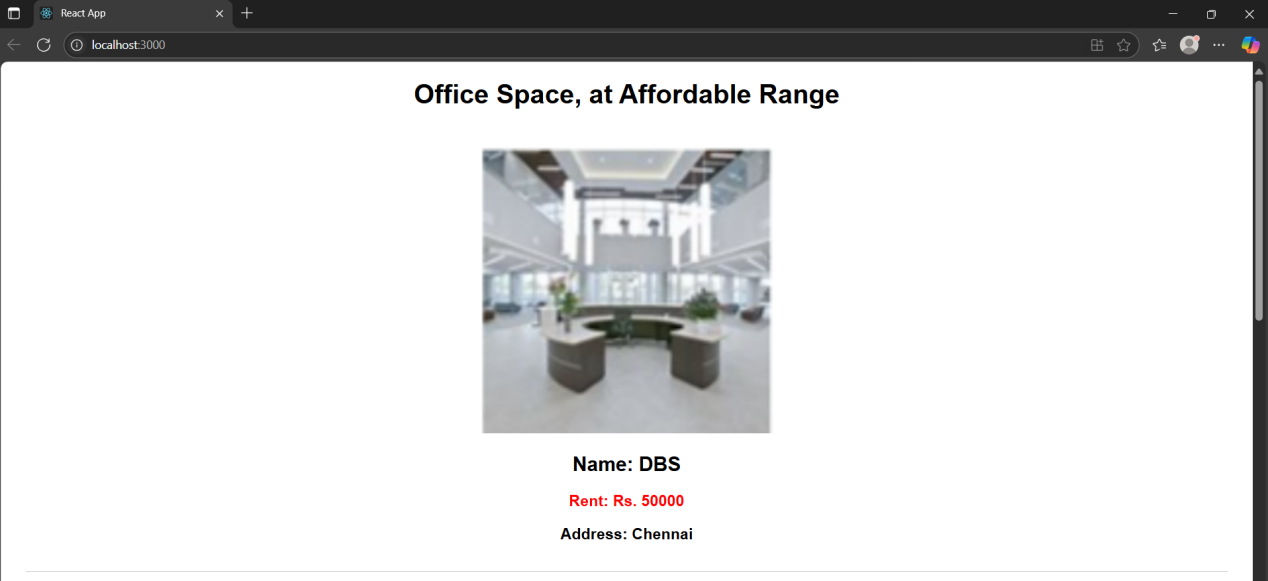 React App
localhost:3000
Office Space, at Affordable Range
Name: DBS
Rent: Rs. 50000
Address: Chennai